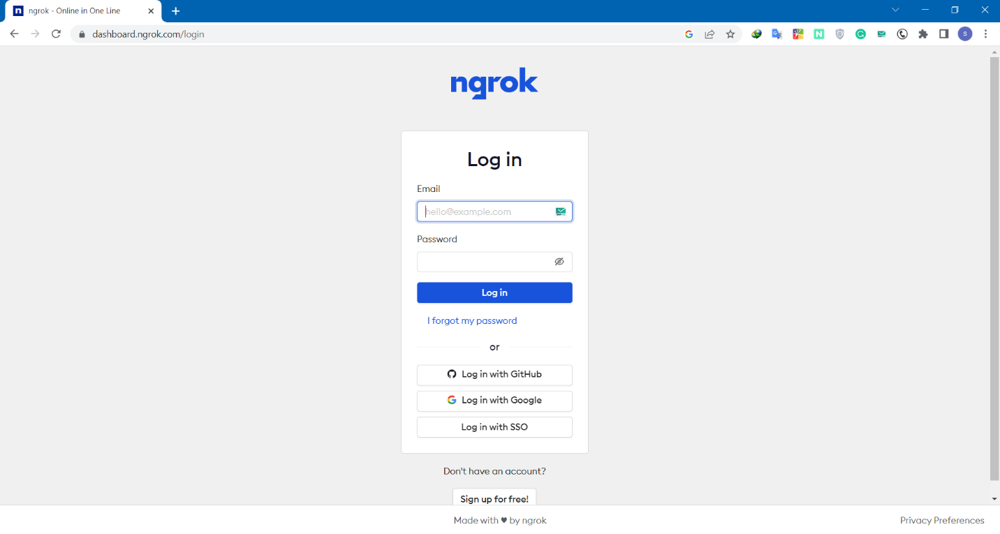 ngrok - Online in One Line
dashboard.ngrok.com/login
S
ngrok
Log in
Email
hello@example.com
Password
Log in
I forgot my password
or
Log in with GitHub
Log in with Google
Log in with SSO
Don't have an account?
Sign up for free!
Made with ♥ by ngrok
Privacy Preferences